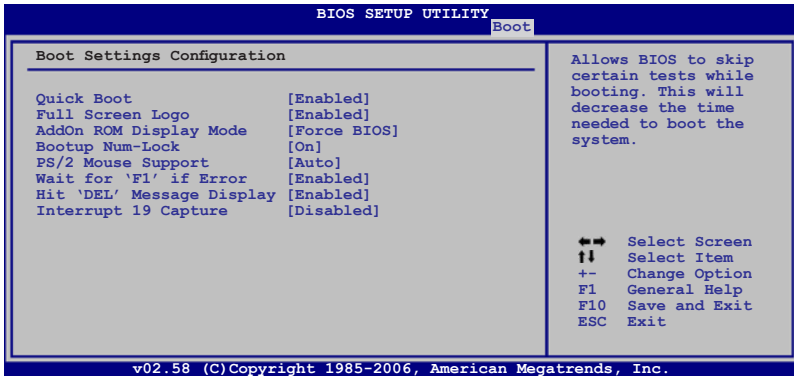 BIOS SETUP UTILITY
Boot
Boot Settings Configuration
Quick Boot [Enabled]
Full Screen Logo [Enabled]
AddOn ROM Display Mode [Force BIOS]
Bootup Num-Lock [On]
PS/2 Mouse Support [Auto]
Wait for ‘F1’ if Error [Enabled]
Hit ‘DEL’ Message Display [Enabled]
Interrupt 19 Capture [Disabled]
Allows BIOS to skip
certain tests while
booting. This will
decrease the time
needed to boot the
system.
←→ Select Screen
↑↓ Select Item
+- Change Option
F1 General Help
F10 Save and Exit
ESC Exit
v02.58 (C)Copyright 1985-2006, American Megatrends, Inc.